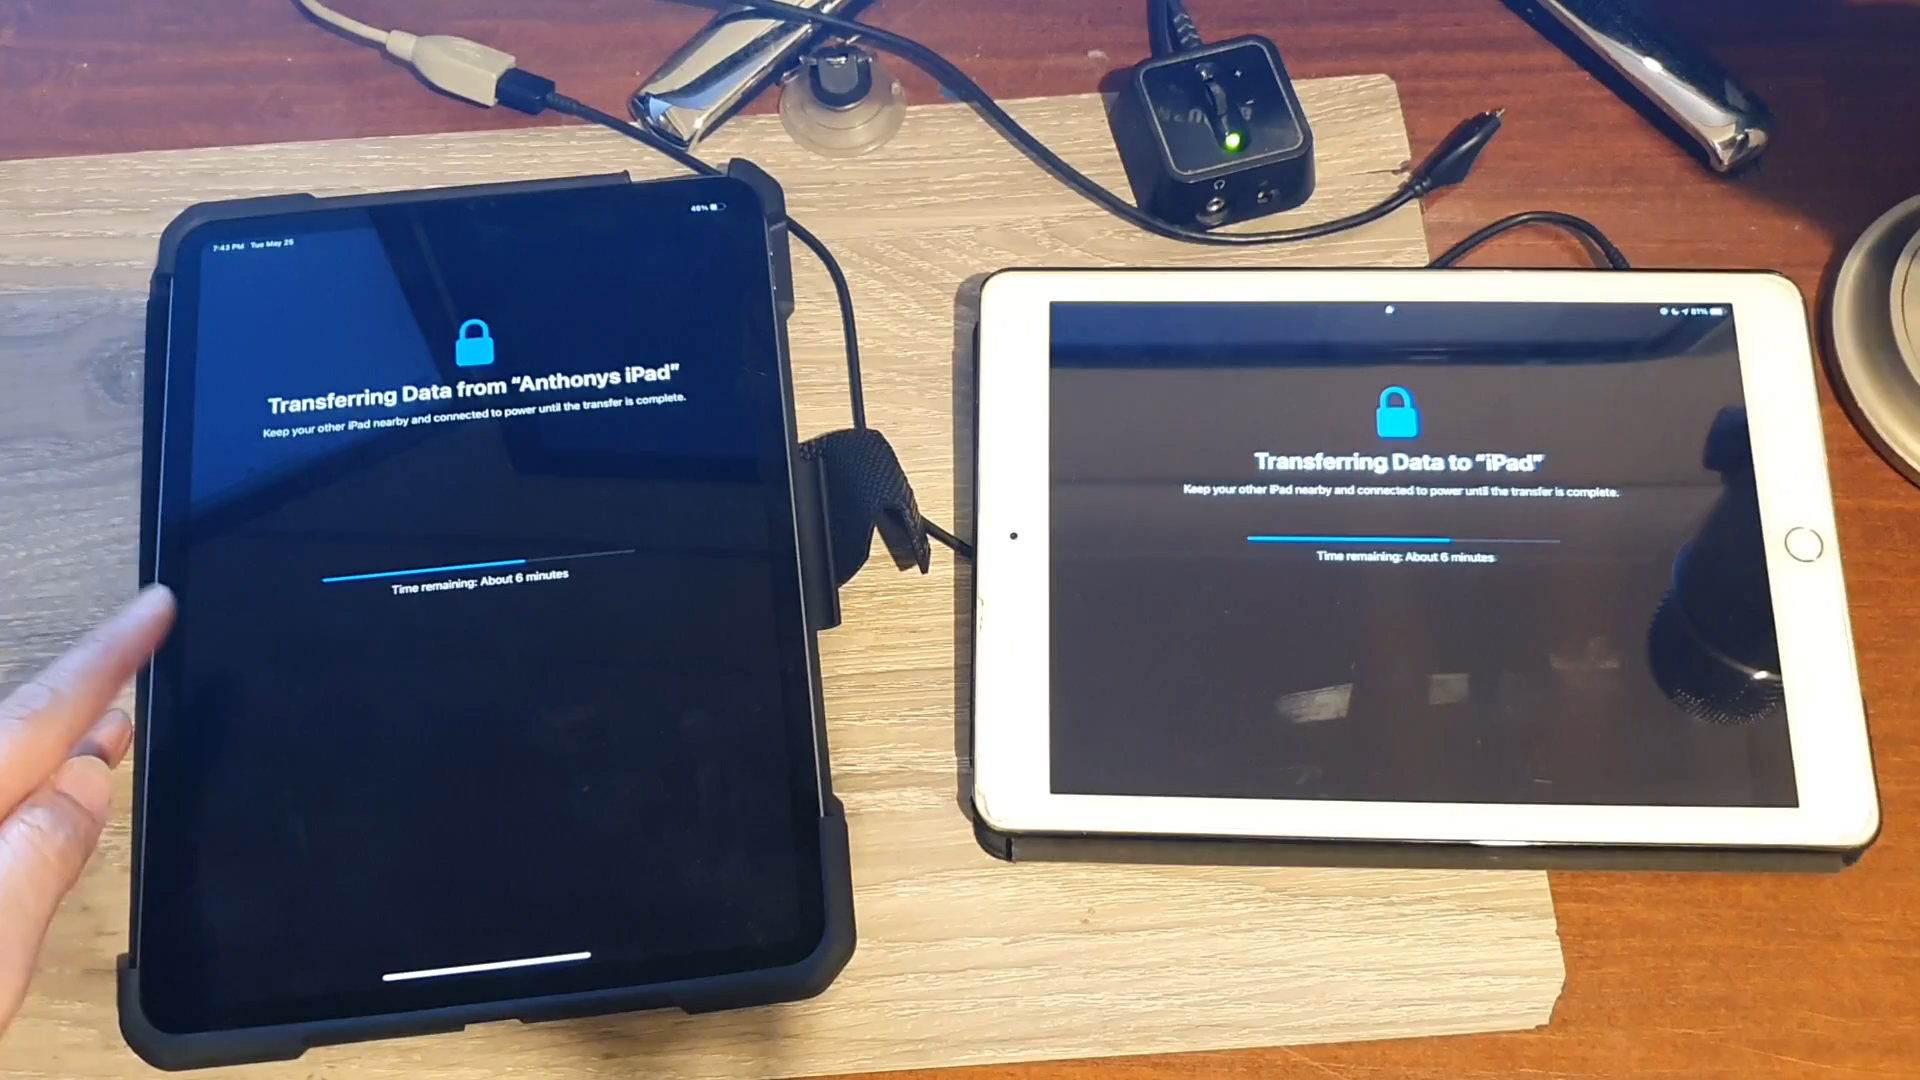 7:43 PM Tue May 25
46%
Transferring Data from "Anthonys iPad"
Keep your other iPad nearby and connected to power until the transfer is complete.
Time remaining: About 6 minutes
81%
Transferring Data to "iPad"
Keep your other iPad nearby and connected to power until the transfer is complete.
Time remaining: About 6 minutes